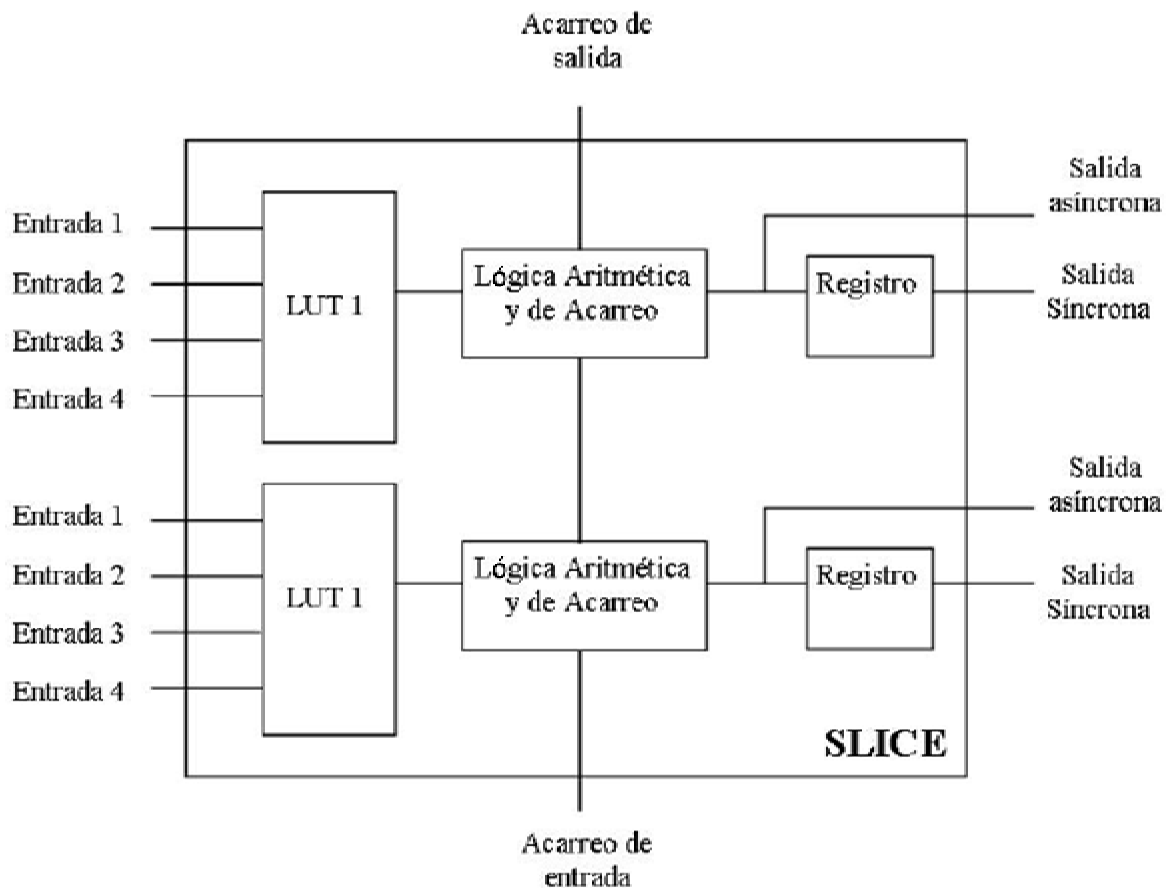 Acarreo de
salida
Salida
asíncrona
Entrada 1
Entrada 2
Entrada 3
Entrada 4
LUT 1
Lógica Aritmética
y de Acarreo
Registro
Salida
Síncrona
Salida
asíncrona
Entrada 1
Entrada 2
Entrada 3
Entrada 4
LUT 1
Lógica Aritmética
y de Acarreo
Registro
Salida
Síncrona
SLICE
Acarreo de
entrada